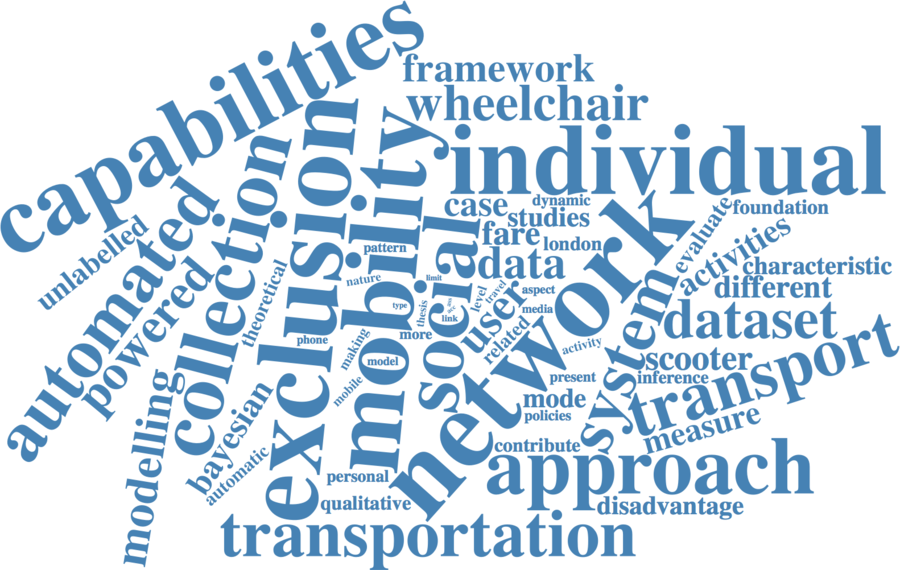 capabilities
framework
wheelchair
individual
exclusion
mobility
collection
automated
unlabelled
powered
theoretical
pattern
nature
limit
case
dynamic
studies
fare
london
data
social
network
evaluate
foundation
activities
characteristic
different
dataset
system
scooter
inference
transport
measure
user
level
travel
aspect
media
related
activity
type
thesis
link
more
phone
making
model
mobile
present
mode
policies
contribute
approach
disadvantage
modelling
bayesian
automatic
personal
qualitative
transportation